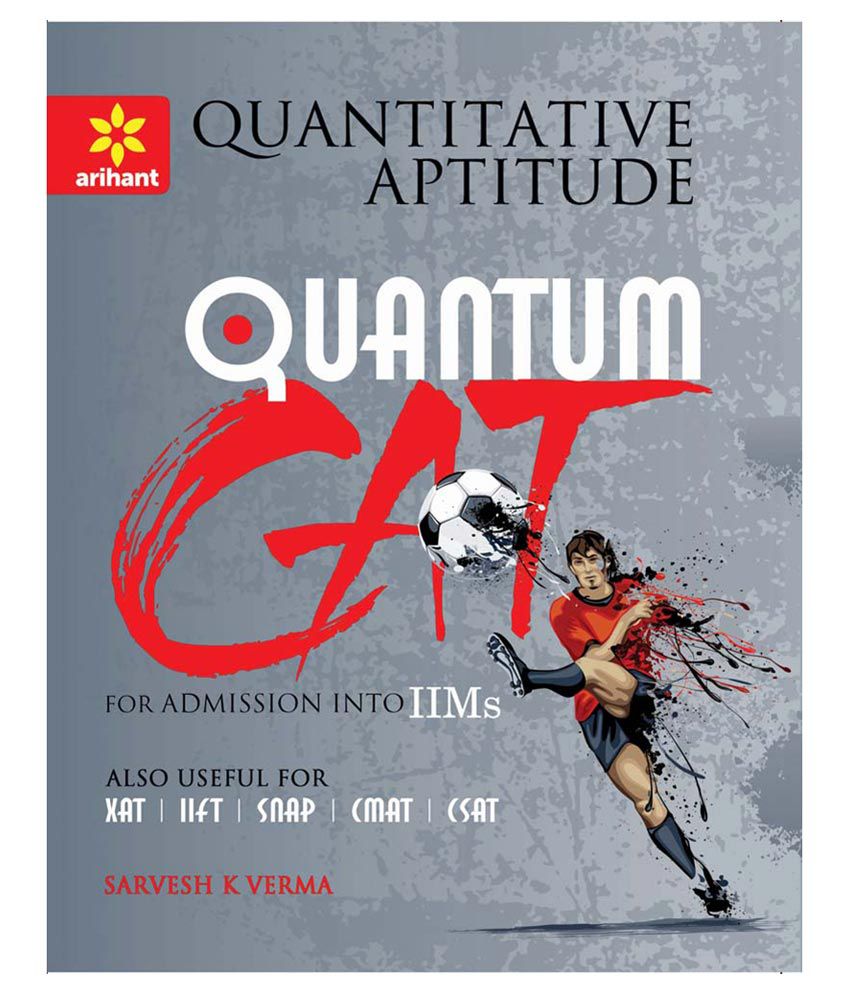 arihant
QUANTITATIVE
APTITUDE
QUANTUM
CAT
FOR ADMISSION INTO IIMs
ALSO USEFUL FOR
XAT | IIFT | SNAP | CMAT | CSAT
SARVESH K VERMA